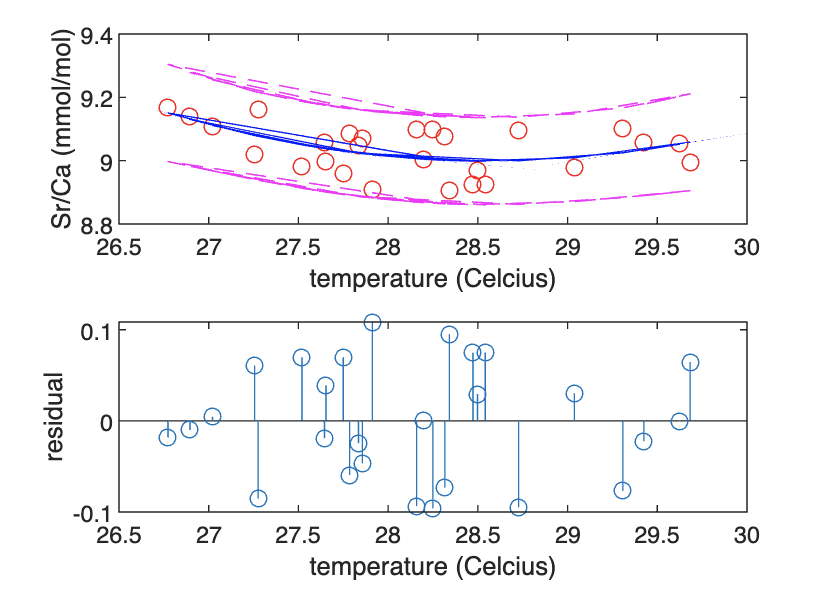 9.4
9.2
9
8.8
Sr/Ca (mmol/mol)
26.5 27 27.5 28 28.5 29 29.5 30
temperature (Celcius)
0.1
0
-0.1
residual
26.5 27 27.5 28 28.5 29 29.5 30
temperature (Celcius)